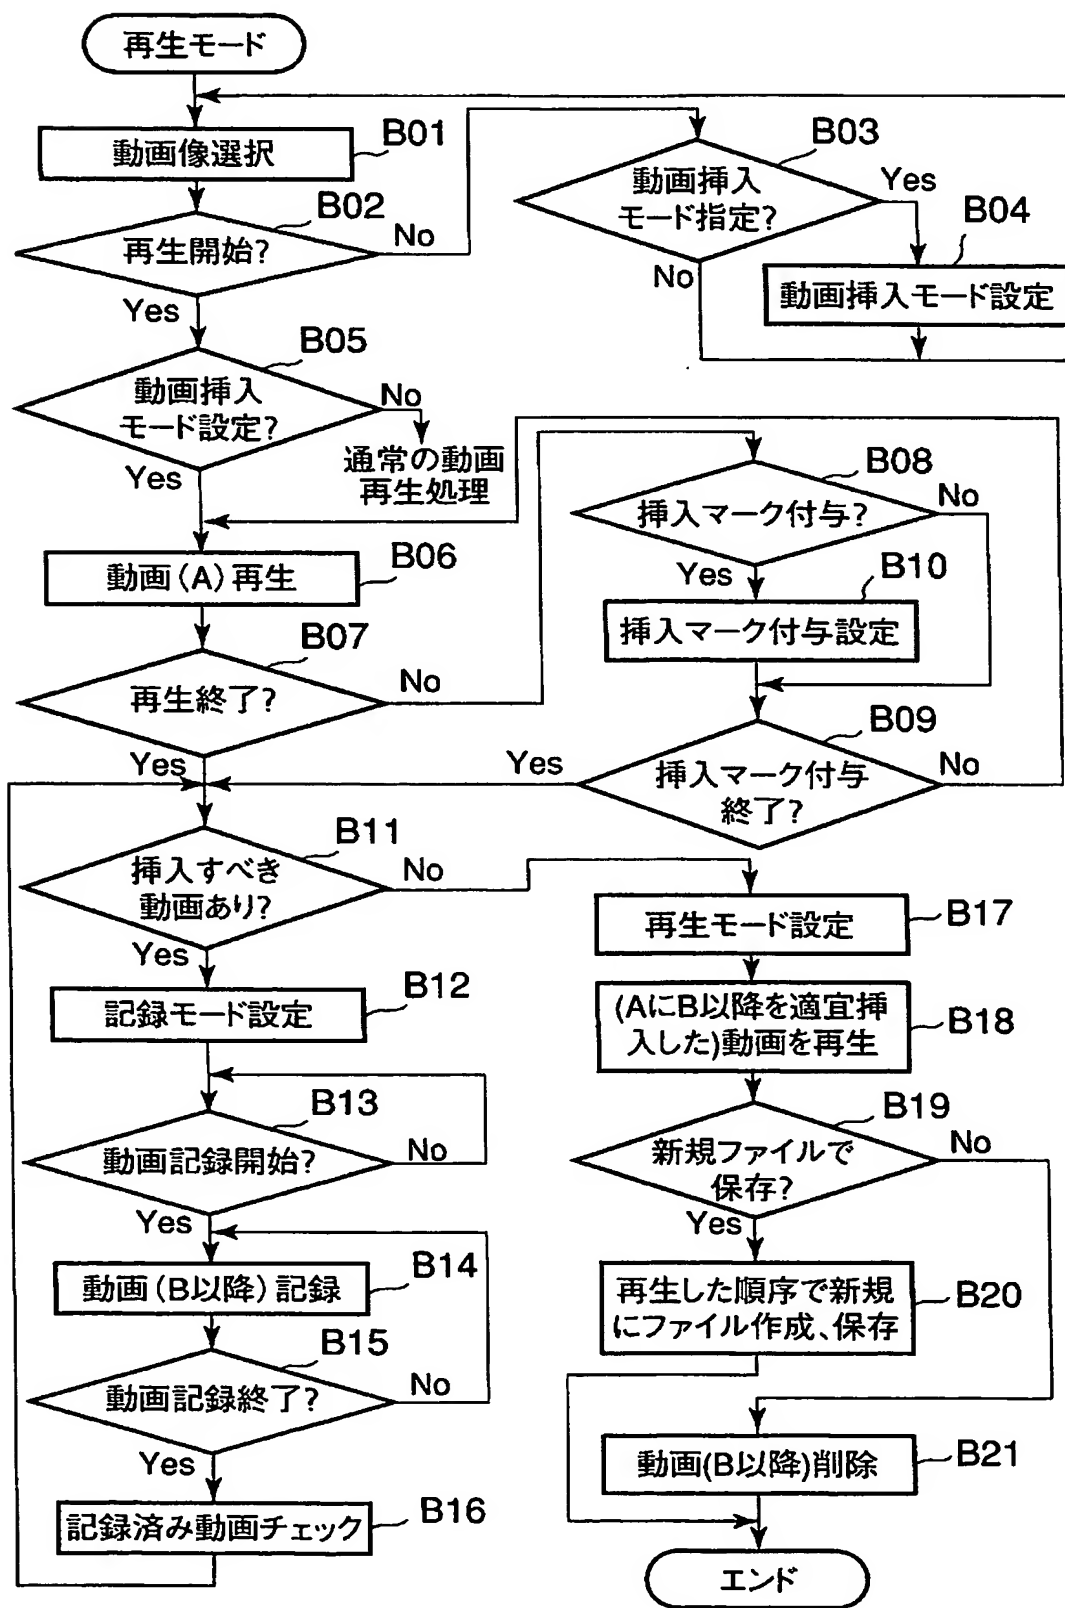 再生モード
動画像選択
B01
B02
再生開始?
No
Yes
B03
動画挿入
モード指定?
Yes
No
B04
動画挿入モード設定
B05
動画挿入
モード設定?
No
Yes
通常の動画
再生処理
B06
動画(A)再生
B07
再生終了?
No
Yes
B08
挿入マーク付与?
No
Yes
B10
挿入マーク付与設定
B09
挿入マーク付与
終了?
Yes
No
B11
挿入すべき
動画あり?
No
Yes
B12
記録モード設定
B13
動画記録開始?
No
Yes
B14
動画(B以降)記録
B15
動画記録終了?
No
Yes
B16
記録済み動画チェック
再生モード設定
B17
(AにB以降を適宜挿
入した)動画を再生
B18
B19
新規ファイルで
保存?
No
Yes
再生した順序で新規
にファイル作成、保存
B20
動画(B以降)削除
B21
エンド